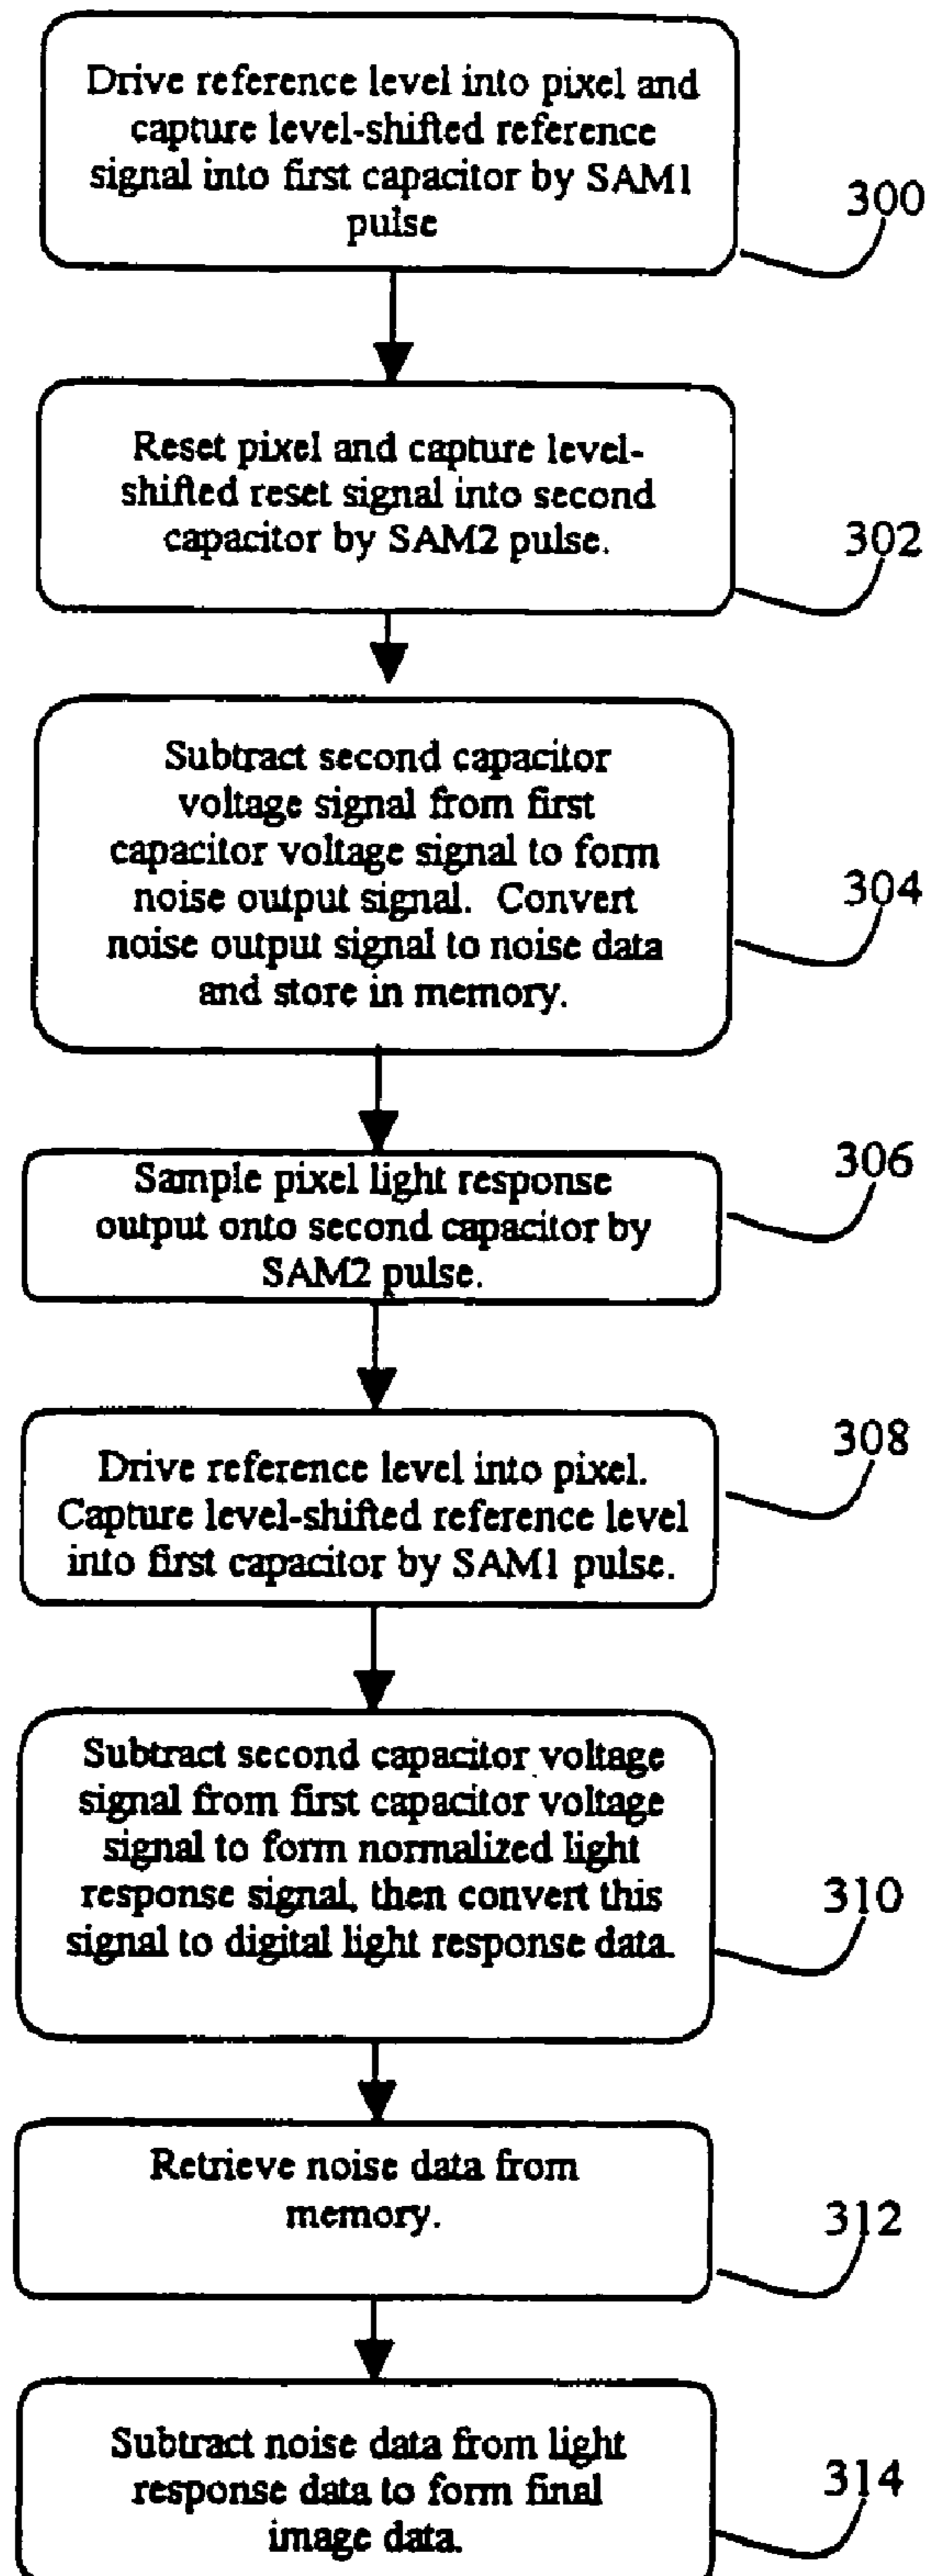 Drive reference level into pixel and
capture level-shifted reference
signal into first capacitor by SAM1
pulse
300
Reset pixel and capture level-
shifted reset signal into second
capacitor by SAM2 pulse.
302
Subtract second capacitor
voltage signal from first
capacitor voltage signal to form
noise output signal. Convert
noise output signal to noise data
and store in memory.
304
Sample pixel light response
output onto second capacitor by
SAM2 pulse.
306
Drive reference level into pixel.
Capture level-shifted reference level
into first capacitor by SAM1 pulse.
308
Subtract second capacitor voltage
signal from first capacitor voltage
signal to form normalized light
response signal, then convert this
signal to digital light response data.
310
Retrieve noise data from
memory.
312
Subtract noise data from light
response data to form final
image data.
314